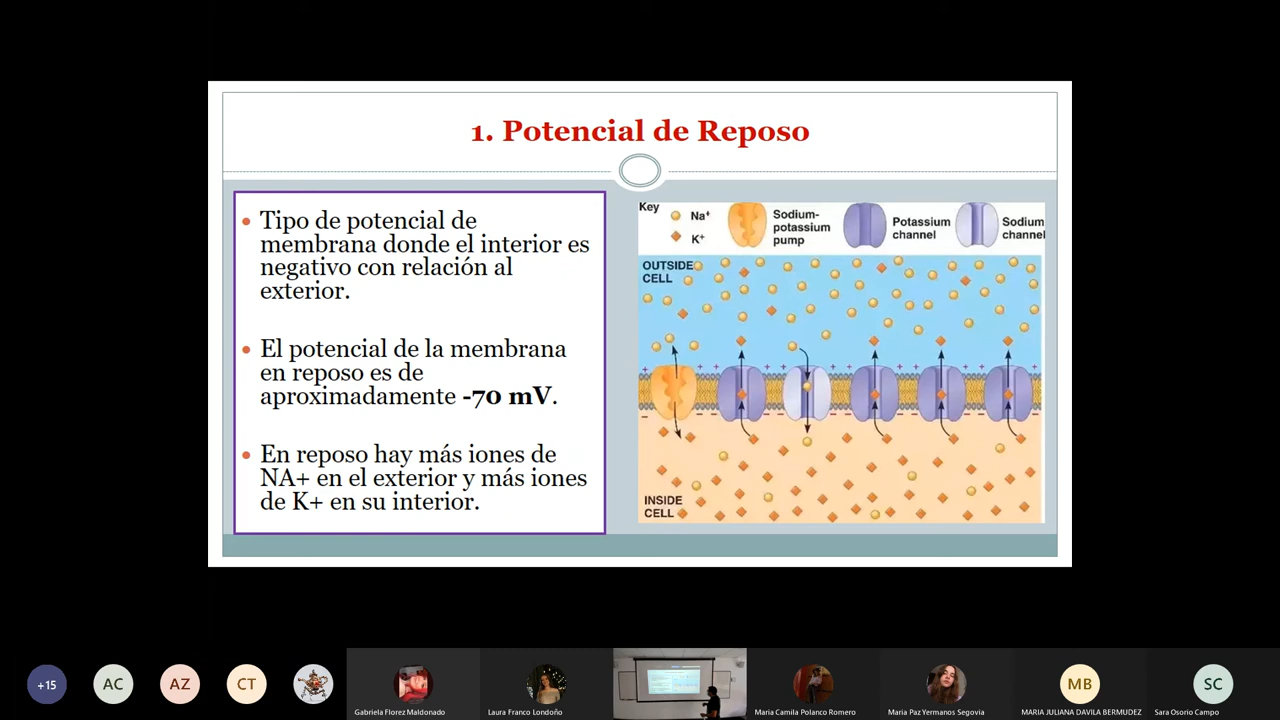 1. Potencial de Reposo
Tipo de potencial de
membrana donde el interior es
negativo con relación al
exterior.
El potencial de la membrana
en reposo es de
aproximadamente -70 mV.
En reposo hay más iones de
NA+ en el exterior y más iones
de K+ en su interior.
Key
Na+
K+
Sodium-
potassium
pump
Potassium
channel
Sodium
channel
OUTSIDE
CELL
INSIDE
CELL
+15
AC
AZ
CT
Gabriela Florez Maldonado
Laura Franco Londoño
Maria Camila Polanco Romero
Maria Paz Yermanos Segovia
MB
MARIA JULIANA DAVILA BERMUDEZ
SC
Sara Osorio Campo